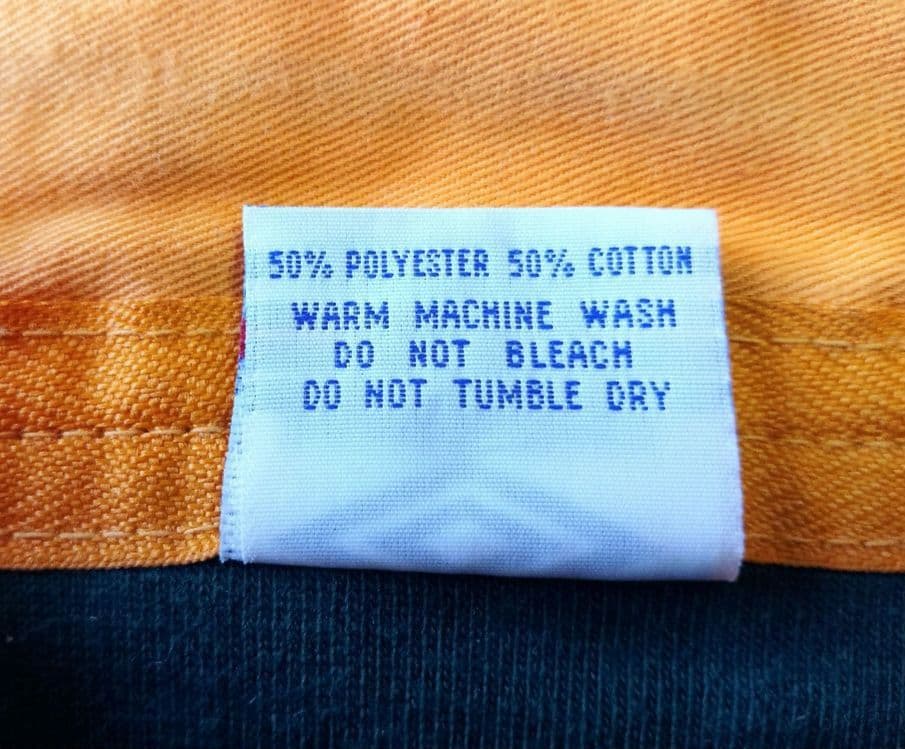 50% POLYESTER 50% COTTON
WARM MACHINE WASH
DO NOT BLEACH
DO NOT TUMBLE DRY